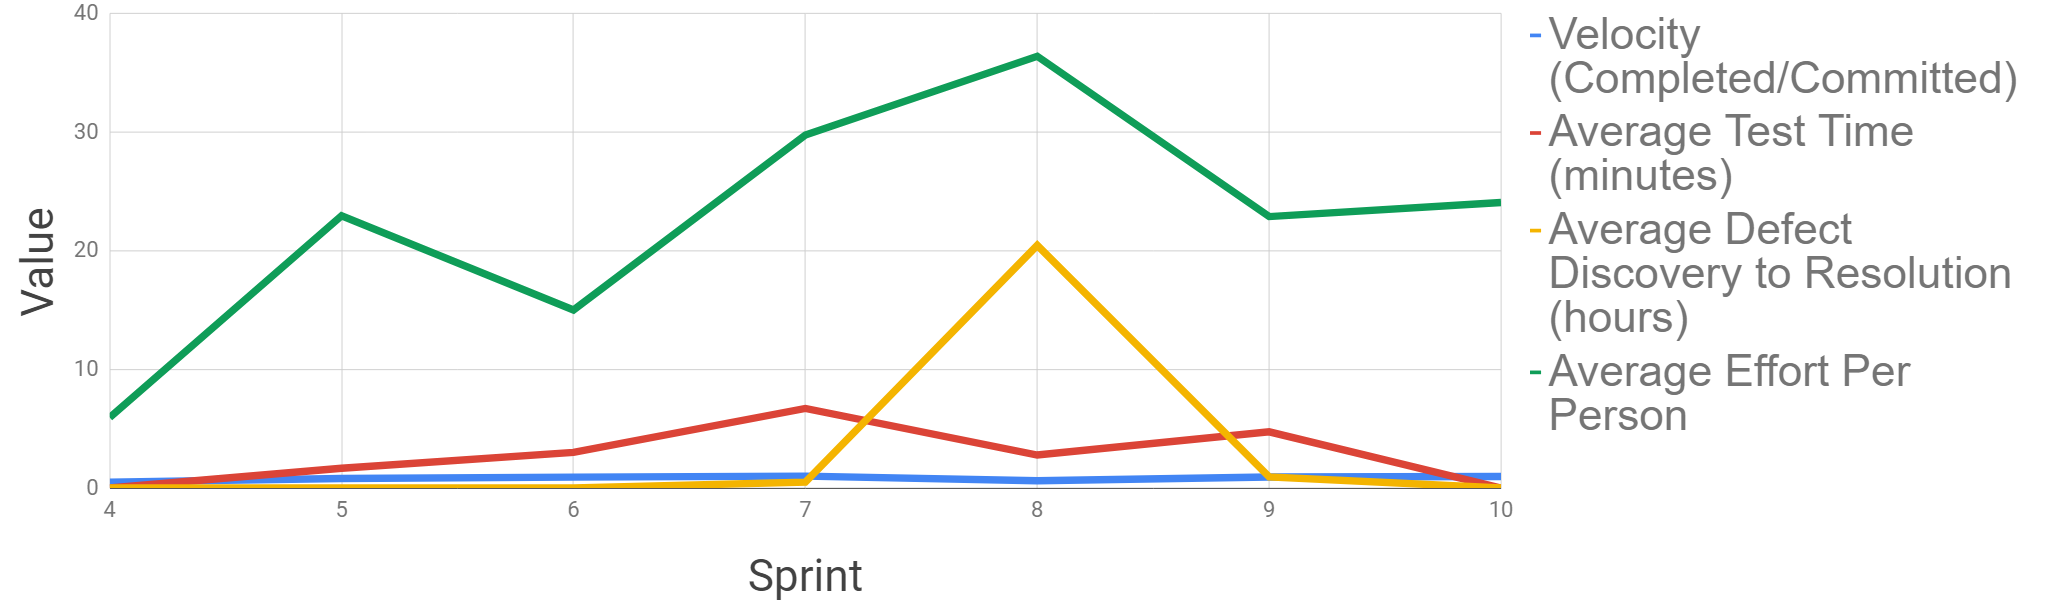 40
30
20
10
0
Value
4 5 6 7 8 9 10
Sprint
Velocity
(Completed/Committed)
Average Test Time
(minutes)
Average Defect
Discovery to Resolution
(hours)
Average Effort Per
Person